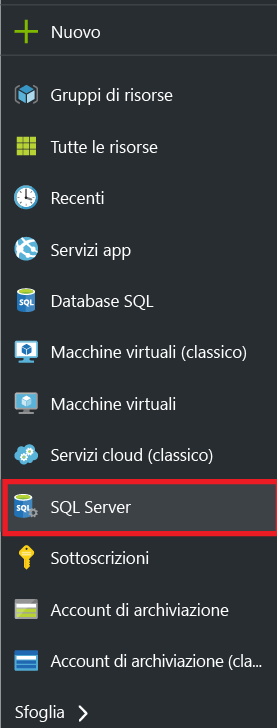 Nuovo
Gruppi di risorse
Tutte le risorse
Recenti
Servizi app
SQL
Database SQL
Macchine virtuali (classico)
Macchine virtuali
Servizi cloud (classico)
SQL
SQL Server
Sottoscrizioni
Account di archiviazione
Account di archiviazione (cla...
Sfoglia